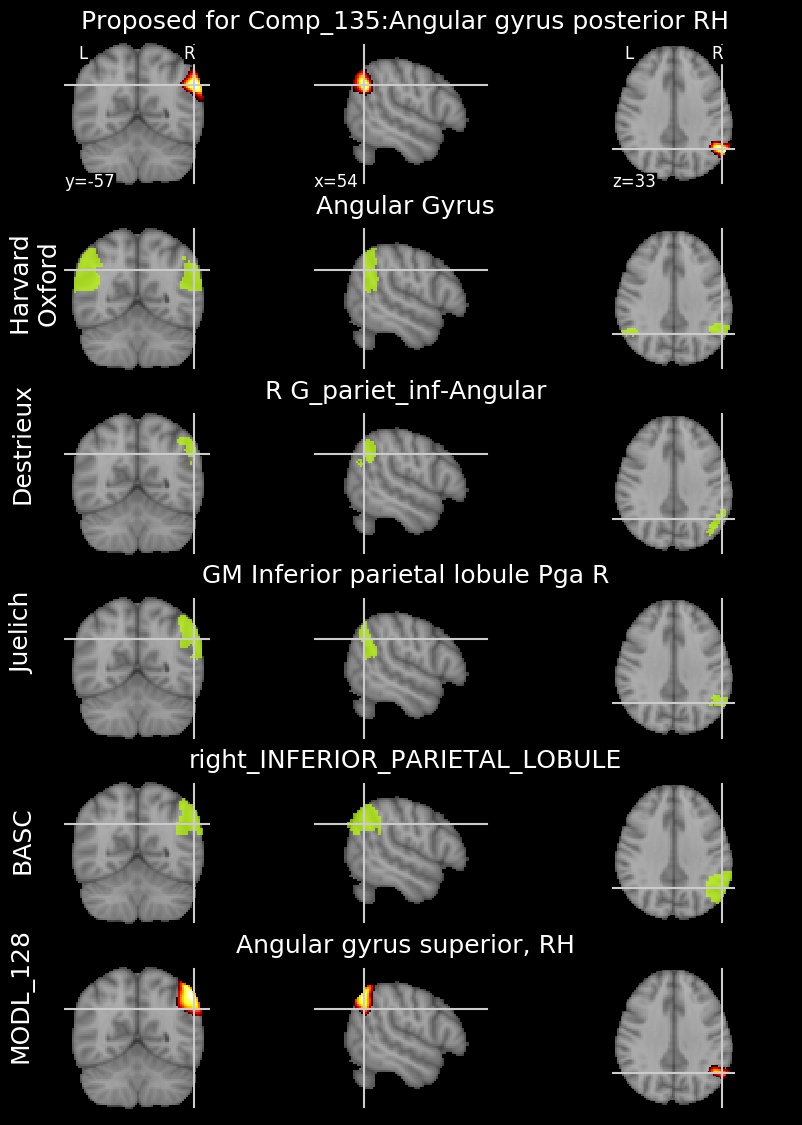 Proposed for Comp_135:Angular gyrus posterior RH
L R
L R
y=-57
x=54
z=33
Angular Gyrus
Harvard
Oxford
R G_pariet_inf-Angular
Destrieux
GM Inferior parietal lobule Pga R
Juelich
right_INFERIOR_PARIETAL_LOBULE
BASC
Angular gyrus superior, RH
MODL_128